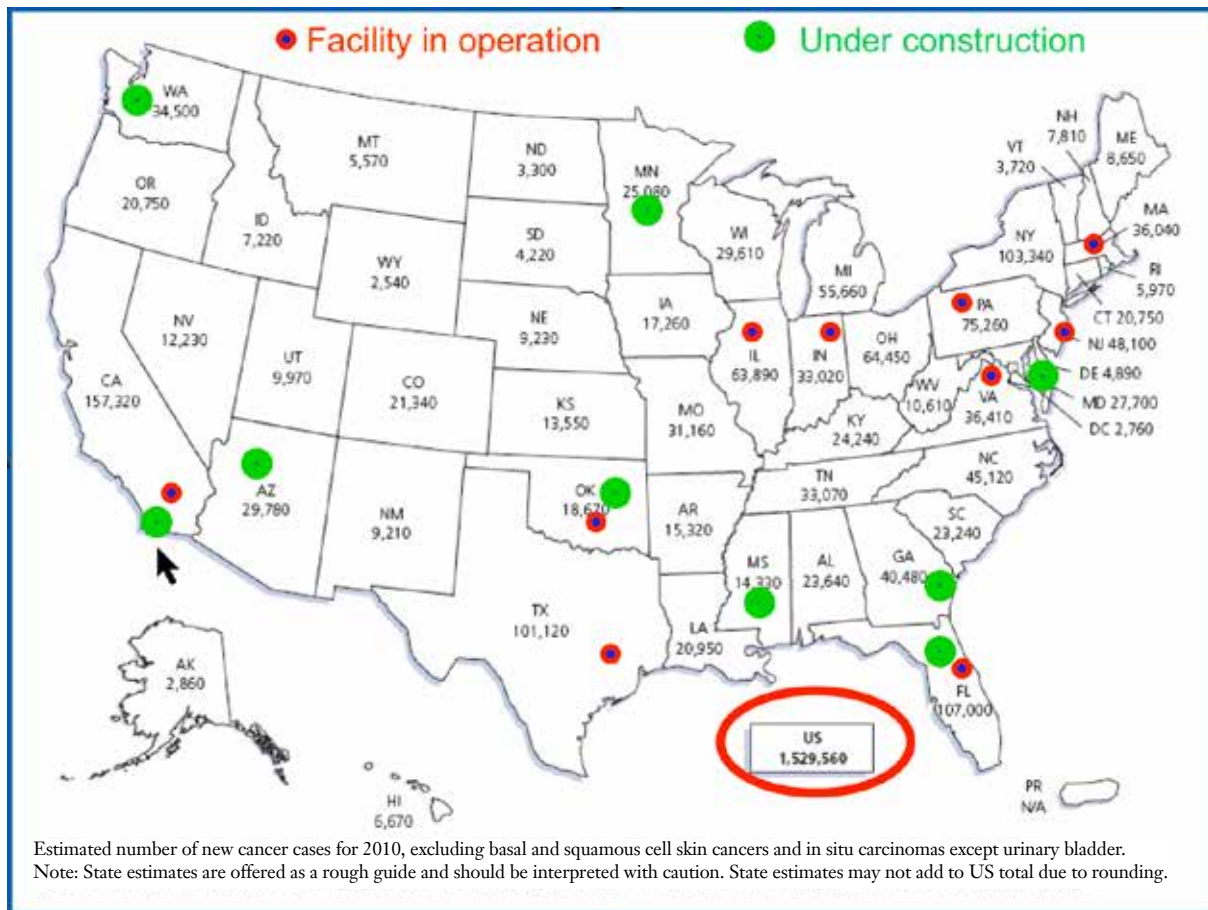 Facility in operation
Under construction
WA
34,500
MT
5,570
ND
3,300
MN
25,080
NH
7,810
VT
3,720
ME
8,650
OR
20,750
ID
7,220
WY
2,540
SD
4,220
WI
29,610
MI
55,660
NY
103,340
MA
36,040
RI
5,970
CT 20,750
NV
12,230
UT
9,970
CO
21,340
NE
9,230
IA
17,260
IL
63,890
IN
33,020
OH
64,450
PA
75,260
NJ 48,100
DE 4,890
MD 27,700
DC 2,760
CA
157,320
KS
13,550
MO
31,160
KY
24,240
WV
10,610
VA
36,410
AZ
29,780
NM
9,210
OK
18,670
AR
15,320
TN
33,070
NC
45,120
SC
23,240
TX
101,120
LA
20,950
MS
14,330
AL
23,640
GA
40,480
FL
107,000
AK
2,860
HI
6,670
US
1,529,560
PR
N/A
Estimated number of new cancer cases for 2010, excluding basal and squamous cell skin cancers and in situ carcinomas except urinary bladder.
Note: State estimates are offered as a rough guide and should be interpreted with caution. State estimates may not add to US total due to rounding.